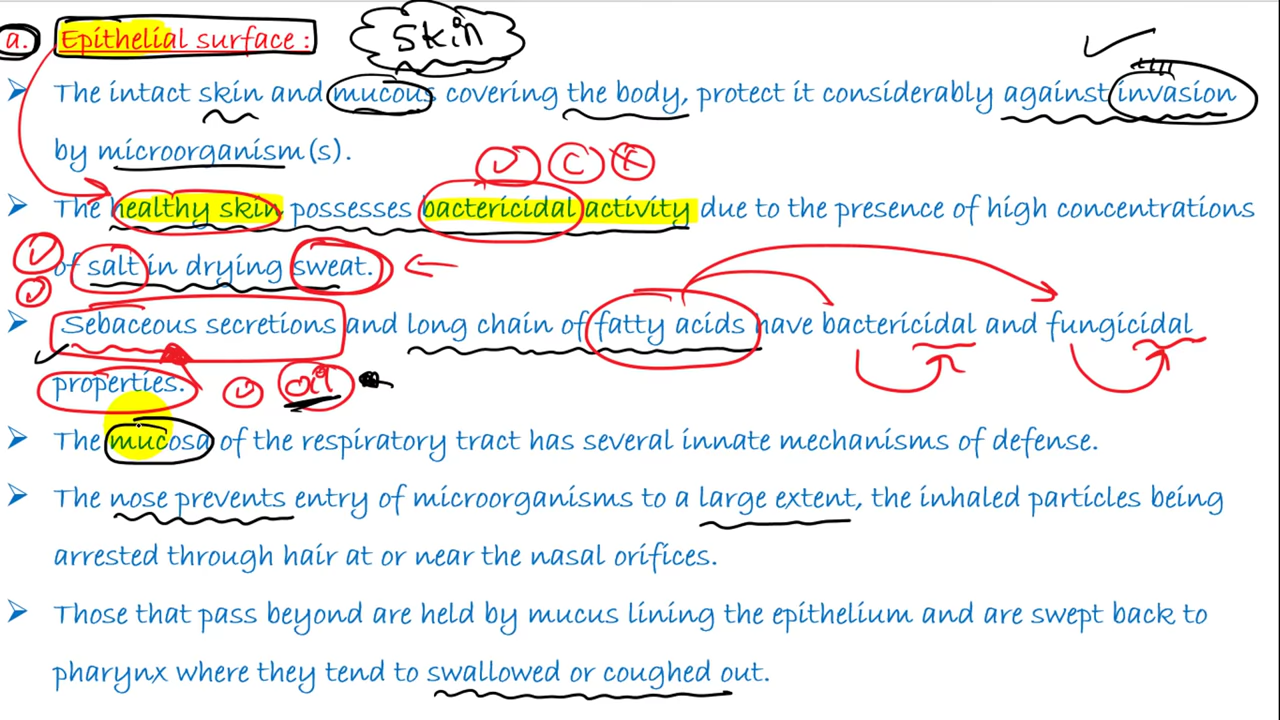 a. Epithelial surface :
skin
The intact skin and mucous covering the body, protect it considerably against invasion
by microorganism(s).
The healthy skin possesses bactericidal activity due to the presence of high concentrations
of salt in drying sweat.
Sebaceous secretions and long chain of fatty acids have bactericidal and fungicidal
properties.
oil
The mucosa of the respiratory tract has several innate mechanisms of defense.
The nose prevents entry of microorganisms to a large extent, the inhaled particles being
arrested through hair at or near the nasal orifices.
Those that pass beyond are held by mucus lining the epithelium and are swept back to
pharynx where they tend to swallowed or coughed out.